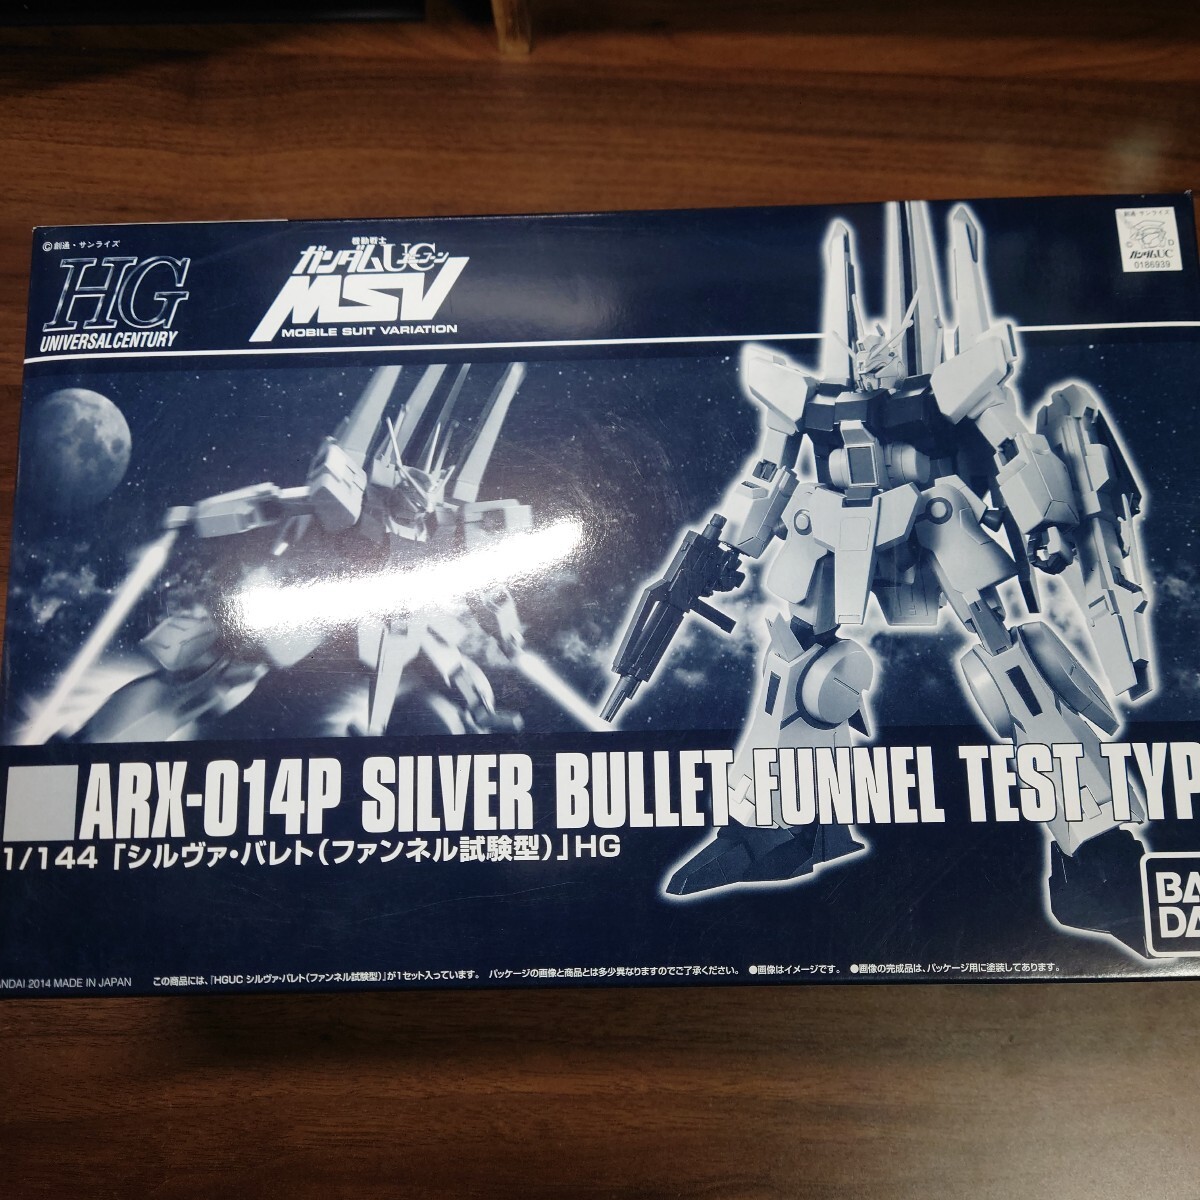 ©創通・サンライズ
HG
UNIVERSAL CENTURY
機動戦士
ガンダムUC
ユニコーン
MSV
MOBILE SUIT VARIATION
創通・サンライズ
ガンダムUC
0186939
ARX-014P SILVER BULLET FUNNEL TEST TYP
1/144「シルヴァ・バレト(ファンネル試験型)」HG
BA
DA
NDAI 2014 MADE IN JAPAN
この商品には、「HGUC シルヴァ・バレト(ファンネル試験型)」が1セット入っています。 パッケージの画像と商品とは多少異なりますのでご了承ください。 ●画像はイメージです。 ●画像の完成品は、パッケージ用に塗装してあります。